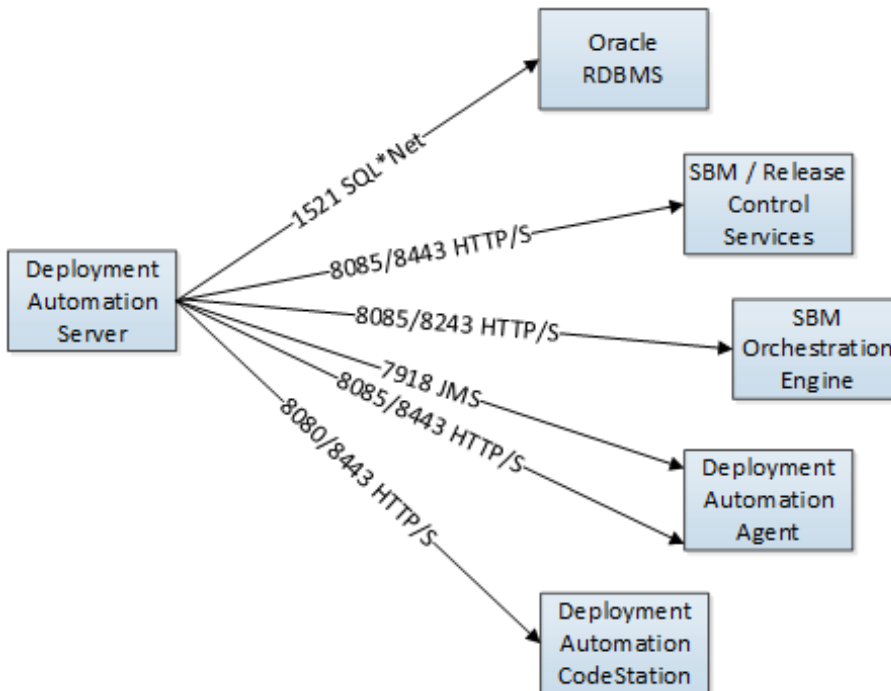 Oracle
RDBMS
1521 SQL*Net
SBM / Release
Control
Services
8085/8443 HTTP/S
Deployment
Automation
Server
8085/8243 HTTP/S
SBM
Orchestration
Engine
7918 JMS
8085/8443 HTTP/S
8080/8443 HTTP/S
Deployment
Automation
Agent
Deployment
Automation
CodeStation